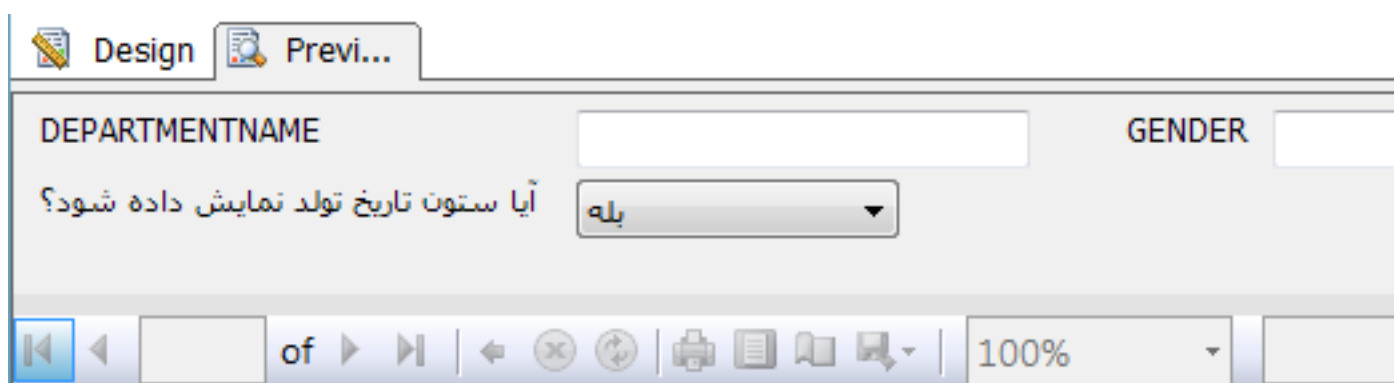 Design Previ...
DEPARTMENTNAME GENDER
آیا ستون تاریخ تولد نمایش داده شود؟ بله
of 100%